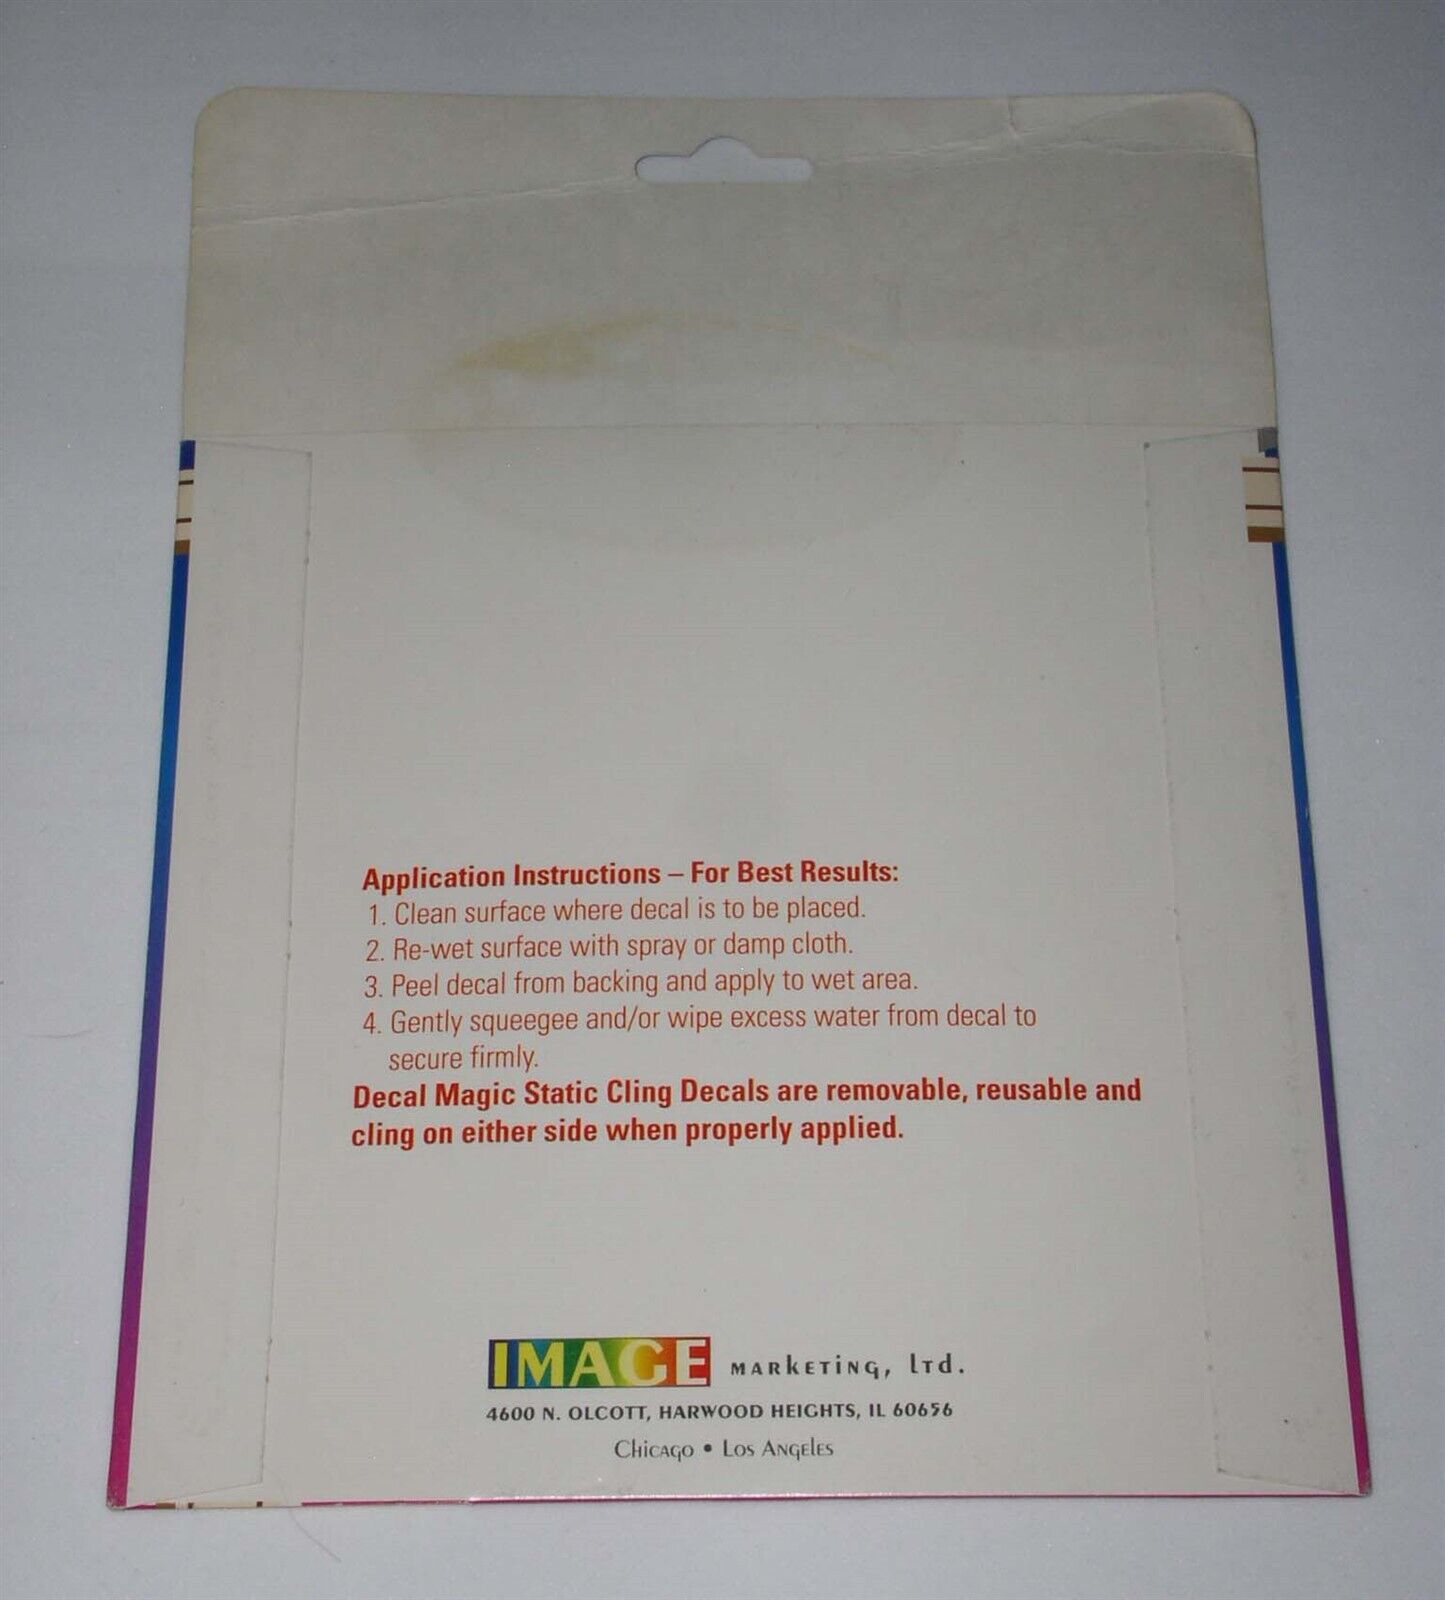 Application Instructions – For Best Results:
1. Clean surface where decal is to be placed.
2. Re-wet surface with spray or damp cloth.
3. Peel decal from backing and apply to wet area.
4. Gently squeegee and/or wipe excess water from decal to
secure firmly.
Decal Magic Static Cling Decals are removable, reusable and
cling on either side when properly applied.
IMAGE MARKETING, LTD.
4600 N. OLCOTT, HARWOOD HEIGHTS, IL 60656
CHICAGO • LOS ANGELES